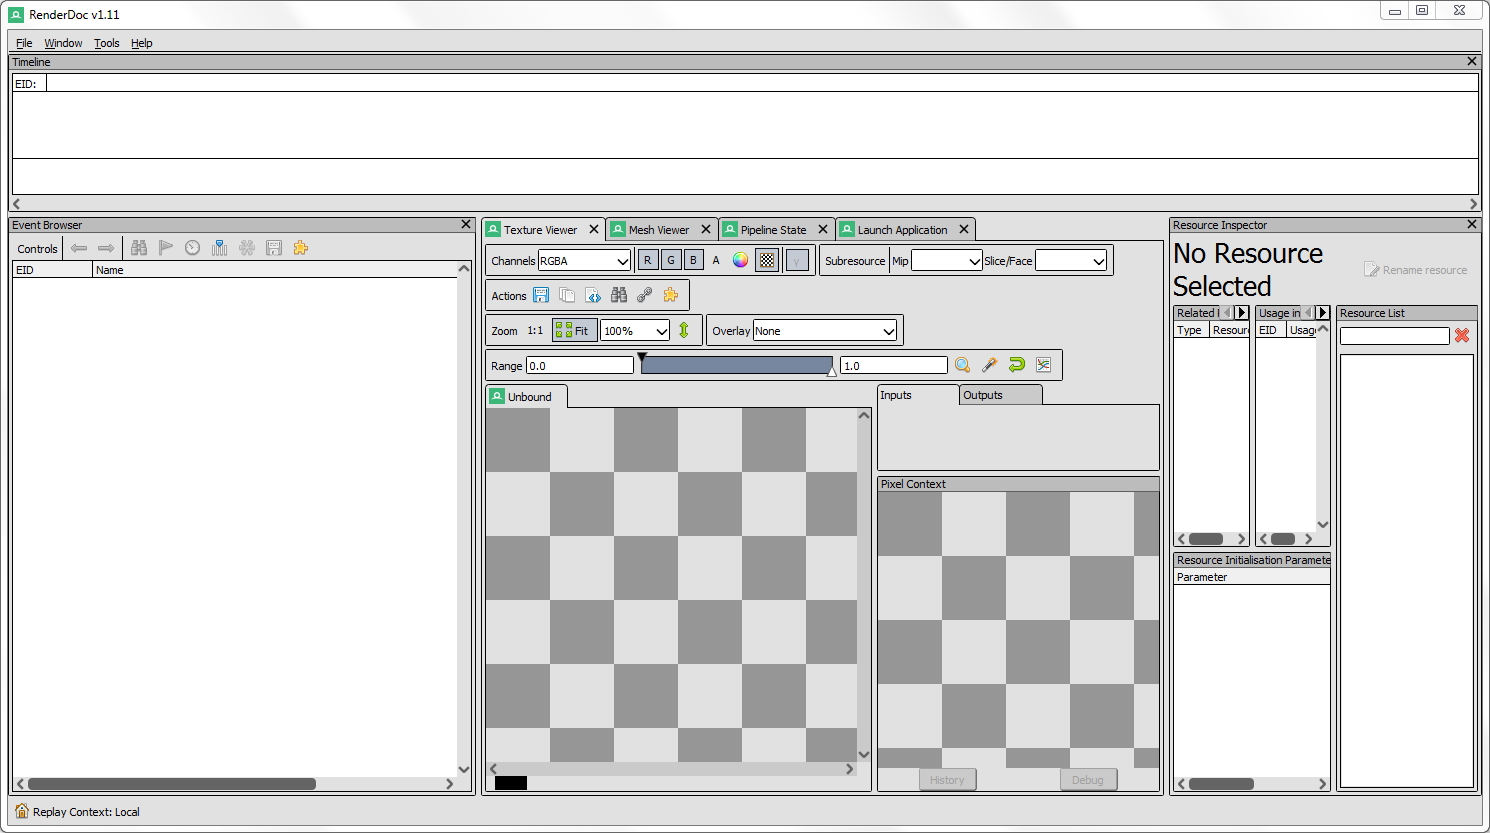 RenderDoc v1.11
File Window Tools Help
Timeline
EID:
Event Browser
Controls
EID Name
Texture Viewer Mesh Viewer Pipeline State Launch Application
Channels RGBA R G B A γ Subresource Mip Slice/Face
Actions
Zoom 1:1 Fit 100% Overlay None
Range 0.0 1.0
Unbound
Inputs Outputs
Pixel Context
History Debug
Resource Inspector
No Resource
Selected
Rename resource
Related Usage in Resource List
Type Resourc EID Usag
Resource Initialisation Paramete
Parameter
Replay Context: Local